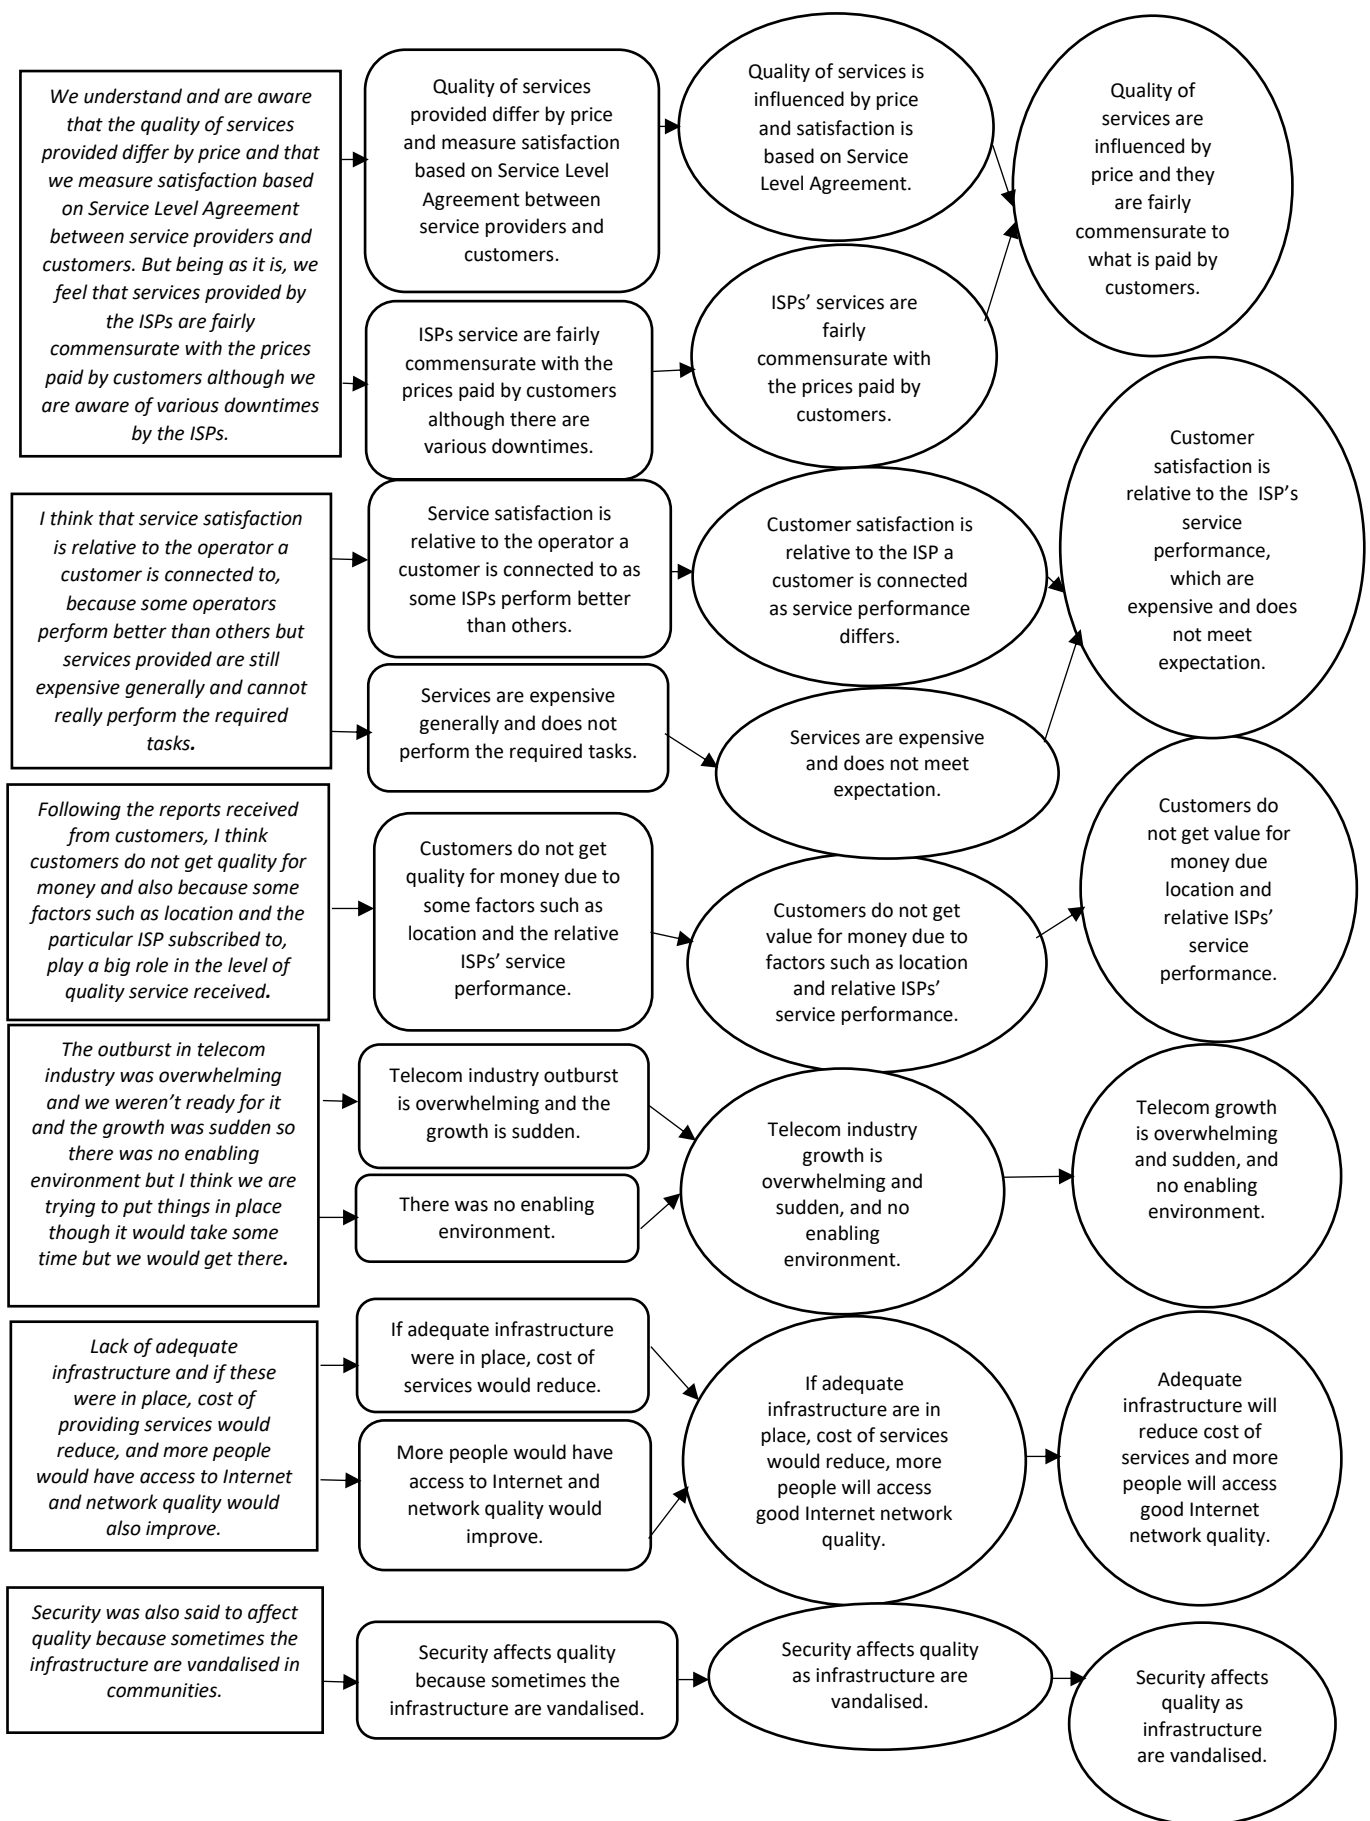 We understand and are aware
that the quality of services
provided differ by price and that
we measure satisfaction based
on Service Level Agreement
between service providers and
customers. But being as it is, we
feel that services provided by
the ISPs are fairly
commensurate with the prices
paid by customers although we
are aware of various downtimes
by the ISPs.
Quality of services
provided differ by price
and measure satisfaction
based on Service Level
Agreement between
service providers and
customers.
Quality of services is
influenced by price
and satisfaction is
based on Service
Level Agreement.
Quality of
services are
influenced by
price and they
are fairly
commensurate to
what is paid by
customers.
ISPs service are fairly
commensurate with the
prices paid by customers
although there are
various downtimes.
ISPs’ services are
fairly
commensurate with
the prices paid by
customers.
I think that service satisfaction
is relative to the operator a
customer is connected to,
because some operators
perform better than others but
services provided are still
expensive generally and cannot
really perform the required
tasks.
Service satisfaction is
relative to the operator a
customer is connected to as
some ISPs perform better
than others.
Customer satisfaction is
relative to the ISP a
customer is connected
as service performance
differs.
Customer
satisfaction is
relative to the ISP’s
service
performance,
which are
expensive and does
not meet
expectation.
Services are expensive
generally and does not
perform the required tasks.
Services are expensive
and does not meet
expectation.
Following the reports received
from customers, I think
customers do not get quality for
money and also because some
factors such as location and the
particular ISP subscribed to,
play a big role in the level of
quality service received.
Customers do not get
quality for money due to
some factors such as
location and the relative
ISPs’ service
performance.
Customers do not get
value for money due to
factors such as location
and relative ISPs’
service performance.
Customers do
not get value for
money due
location and
relative ISPs’
service
performance.
The outburst in telecom
industry was overwhelming
and we weren’t ready for it
and the growth was sudden so
there was no enabling
environment but I think we are
trying to put things in place
though it would take some
time but we would get there.
Telecom industry outburst
is overwhelming and the
growth is sudden.
There was no enabling
environment.
Telecom industry
growth is
overwhelming and
sudden, and no
enabling
environment.
Telecom growth
is overwhelming
and sudden, and
no enabling
environment.
Lack of adequate
infrastructure and if these
were in place, cost of
providing services would
reduce, and more people
would have access to Internet
and network quality would
also improve.
If adequate infrastructure
were in place, cost of
services would reduce.
More people would have
access to Internet and
network quality would
improve.
If adequate
infrastructure are in
place, cost of services
would reduce, more
people will access
good Internet network
quality.
Adequate
infrastructure will
reduce cost of
services and more
people will access
good Internet
network quality.
Security was also said to affect
quality because sometimes the
infrastructure are vandalised in
communities.
Security affects quality
because sometimes the
infrastructure are vandalised.
Security affects quality
as infrastructure are
vandalised.
Security affects
quality as
infrastructure
are vandalised.